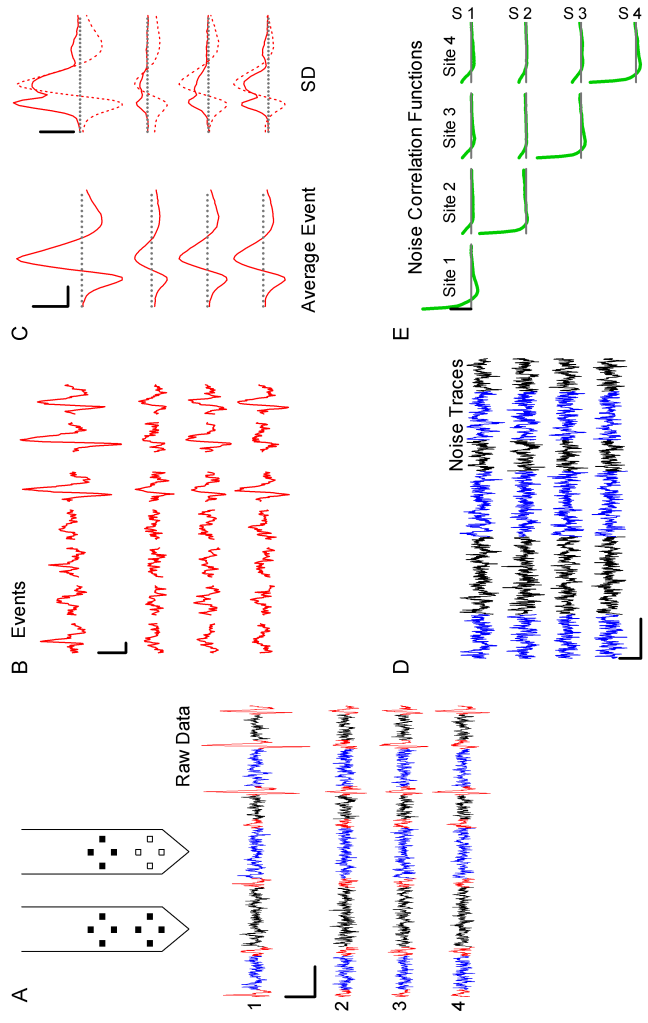 A
Raw Data
1
2
3
4
B
Events
C
Average Event
SD
D
Noise Traces
E
Noise Correlation Functions
Site 1
Site 2
Site 3
Site 4
S 1
S 2
S 3
S 4